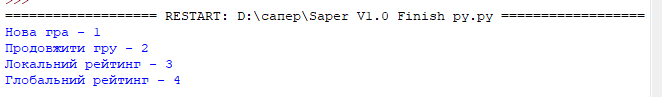 >>>
=================== RESTART: D:\сапер\Saper V1.0 Finish py.py ==================
Нова гра - 1
Продовжити гру - 2
Локальний рейтинг - 3
Глобальний рейтинг - 4